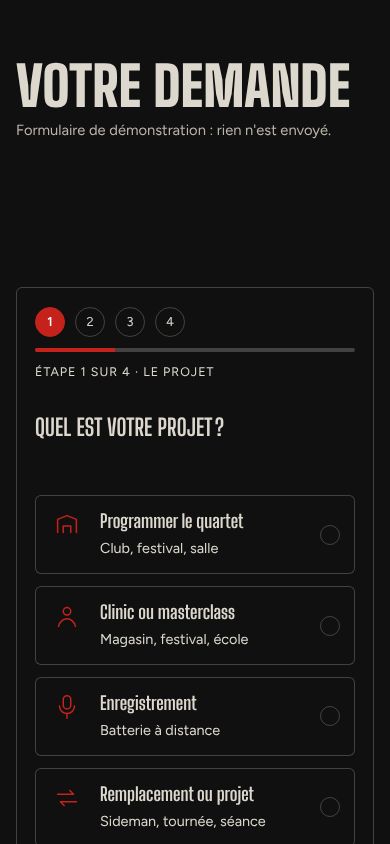 VOTRE DEMANDE
Formulaire de démonstration : rien n'est envoyé.
1 2 3 4
ÉTAPE 1 SUR 4 · LE PROJET
QUEL EST VOTRE PROJET ?
Programmer le quartet
Club, festival, salle
Clinic ou masterclass
Magasin, festival, école
Enregistrement
Batterie à distance
Remplacement ou projet
Sideman, tournée, séance